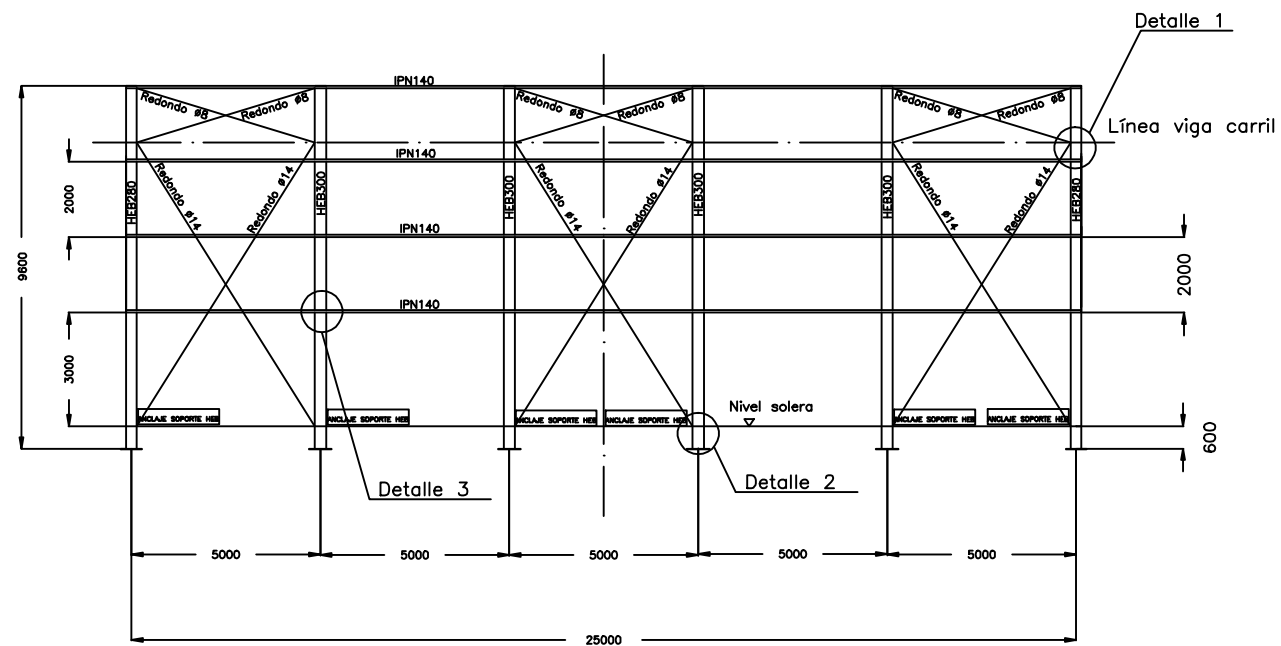 Detalle 1
IPN140
Redondo ø8
Redondo ø8
Redondo ø8
Redondo ø8
Redondo ø8
Redondo ø8
Línea viga carril
IPN140
9600
2000
HEB280
Redondo ø14
Redondo ø14
HEB300
HEB300
Redondo ø14
Redondo ø14
HEB300
HEB300
Redondo ø14
Redondo ø14
HEB280
IPN140
2000
IPN140
3000
ANCLAJE SOPORTE HEB
ANCLAJE SOPORTE HEB
ANCLAJE SOPORTE HEB
ANCLAJE SOPORTE HEB
Nivel solera
ANCLAJE SOPORTE HEB
ANCLAJE SOPORTE HEB
600
Detalle 3
Detalle 2
5000
5000
5000
5000
5000
25000